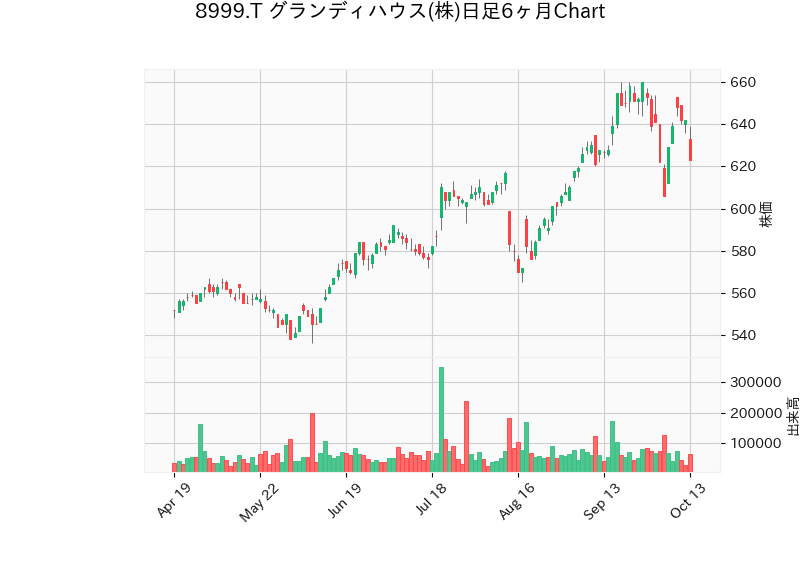 8999.T グランディハウス(株)日足6ヶ月Chart
660
640
620
600
580
560
540
株価
300000
200000
100000
出来高
Apr 19
May 22
Jun 19
Jul 18
Aug 16
Sep 13
Oct 13